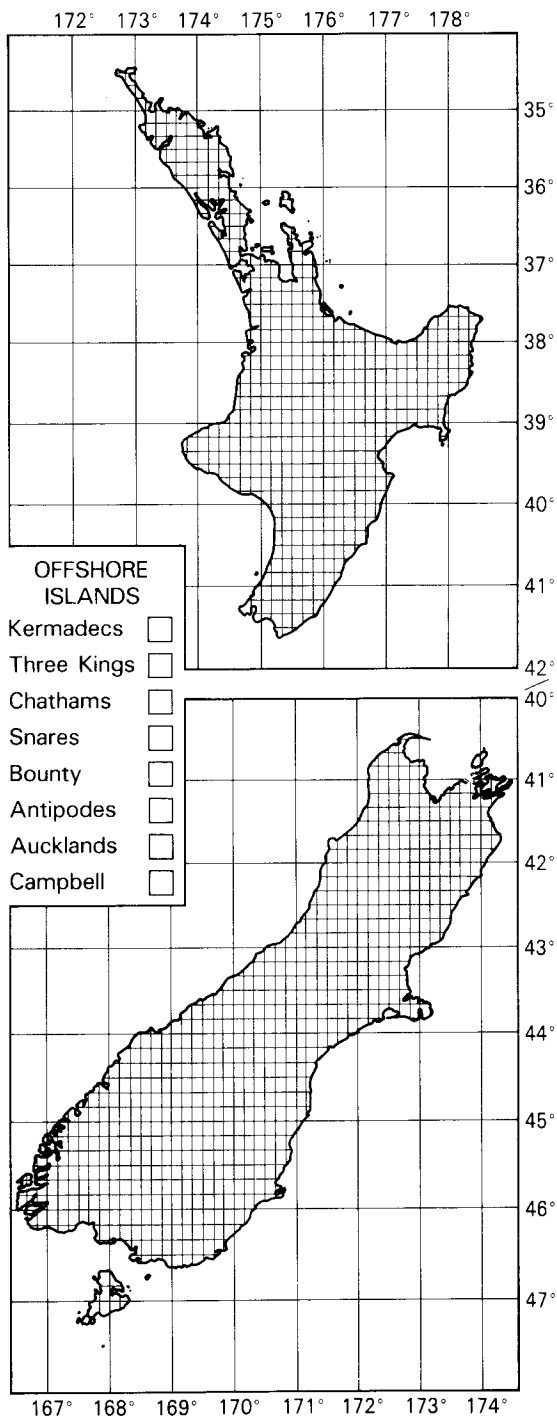 172° 173° 174° 175° 176° 177° 178°
35°
36°
37°
38°
39°
40°
41°
42°
OFFSHORE
ISLANDS
Kermadecs
Three Kings
Chathams
Snares
Bounty
Antipodes
Aucklands
Campbell
40°
41°
42°
43°
44°
45°
46°
47°
167° 168° 169° 170° 171° 172° 173° 174°